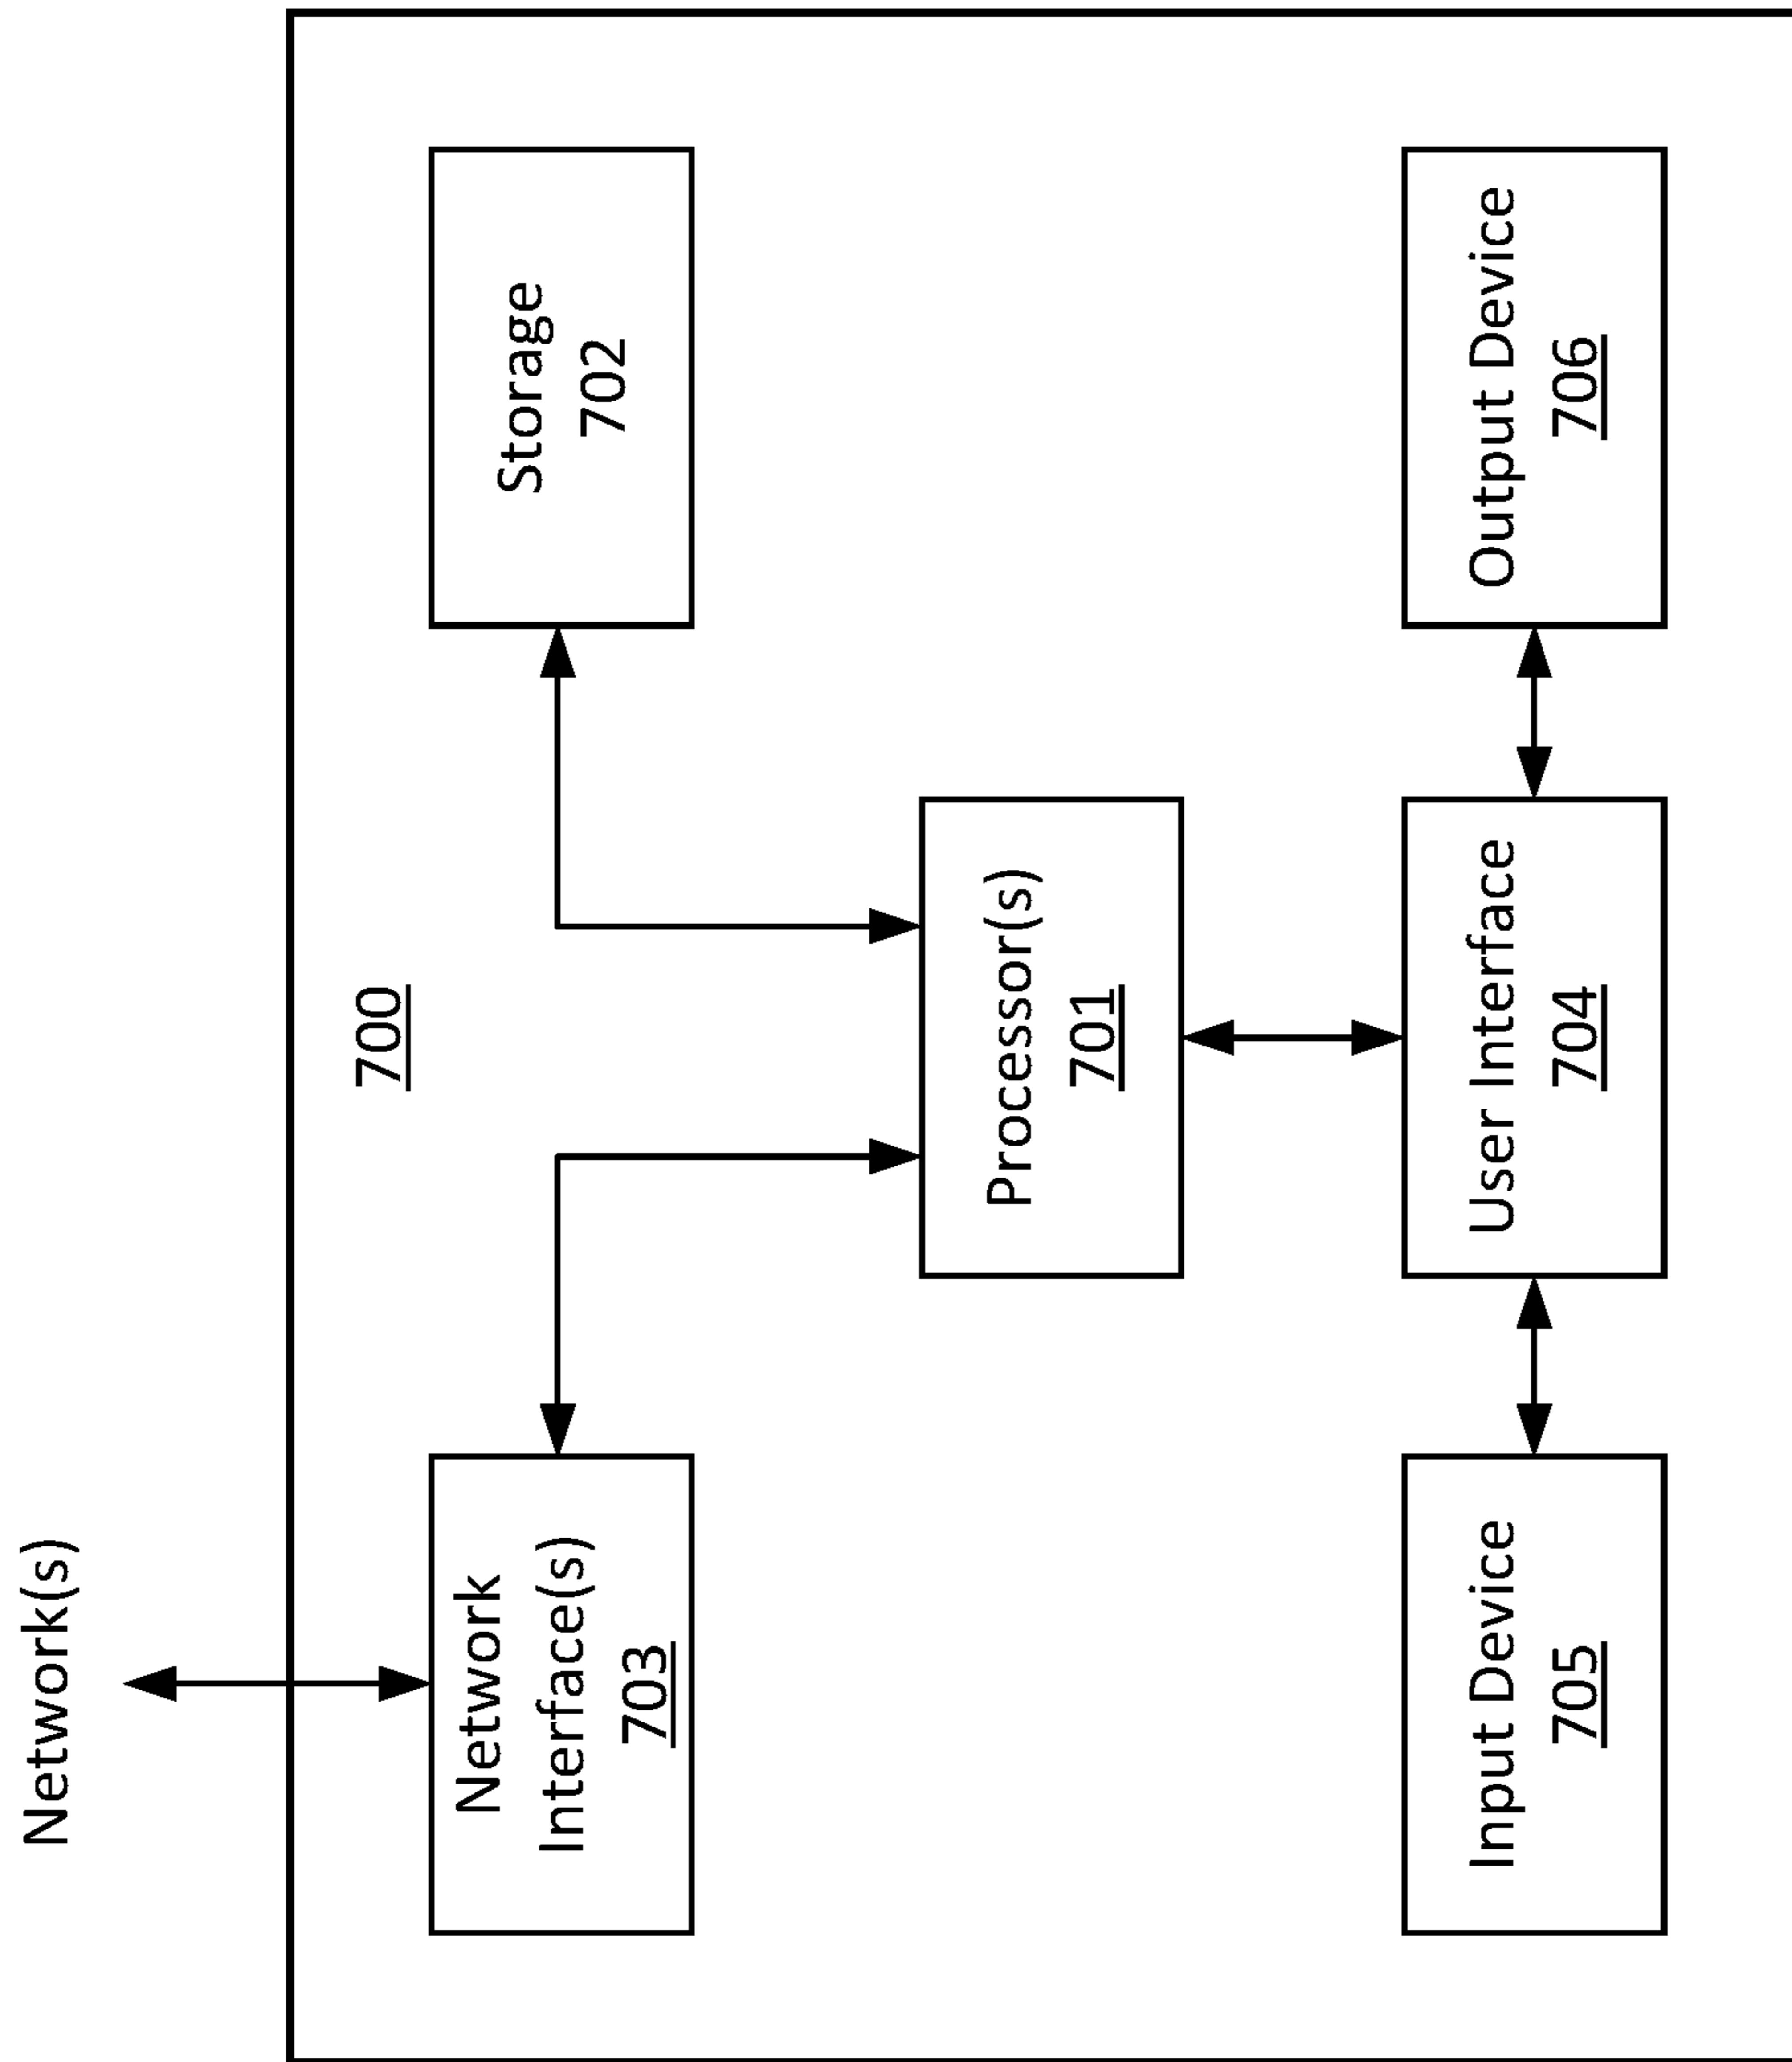 Network(s)
700
Network
Interface(s)
703
Storage
702
Processor(s)
701
Input Device
705
User Interface
704
Output Device
706